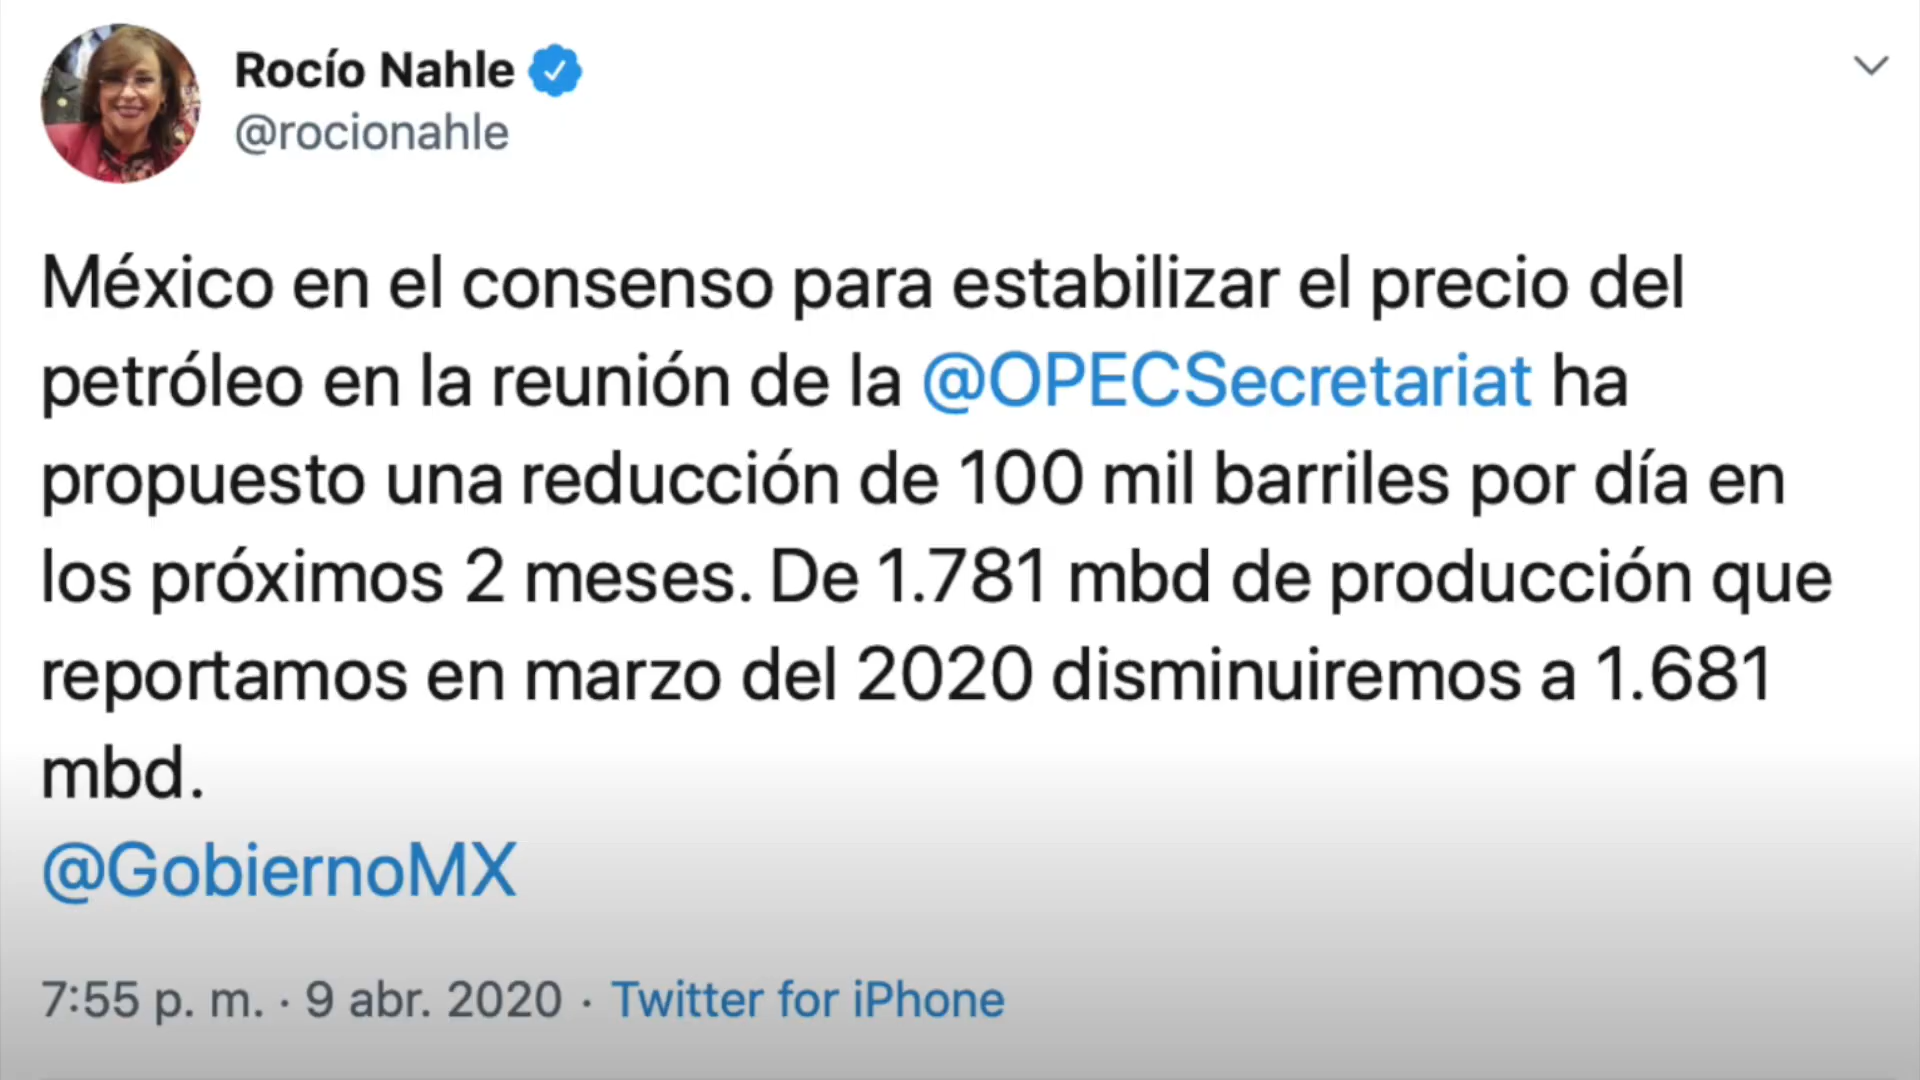 Rocío Nahle
@rocionahle
México en el consenso para estabilizar el precio del
petróleo en la reunión de la @OPECSecretariat ha
propuesto una reducción de 100 mil barriles por día en
los próximos 2 meses. De 1.781 mbd de producción que
reportamos en marzo del 2020 disminuiremos a 1.681
mbd.
@GobiernoMX
7:55 p. m. · 9 abr. 2020 · Twitter for iPhone